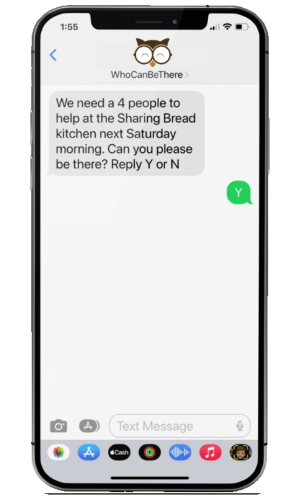 1:55
WhoCanBeThere
We need a 4 people to
help at the Sharing Bread
kitchen next Saturday
morning. Can you please
be there? Reply Y or N
Y
Text Message
Cash